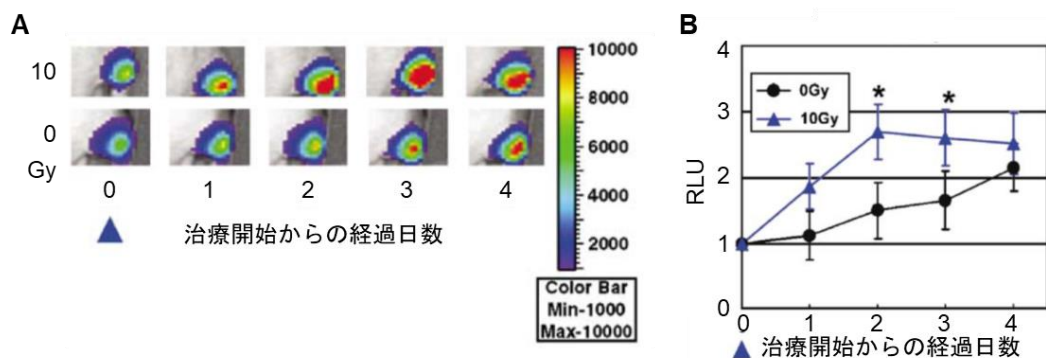 A
10
0
Gy
0 1 2 3 4
治療開始からの経過日数
10000
8000
6000
4000
2000
Color Bar
Min-1000
Max-10000
B
4
3
2
1
0
RLU
0Gy
10Gy
* *
0 1 2 3 4
治療開始からの経過日数